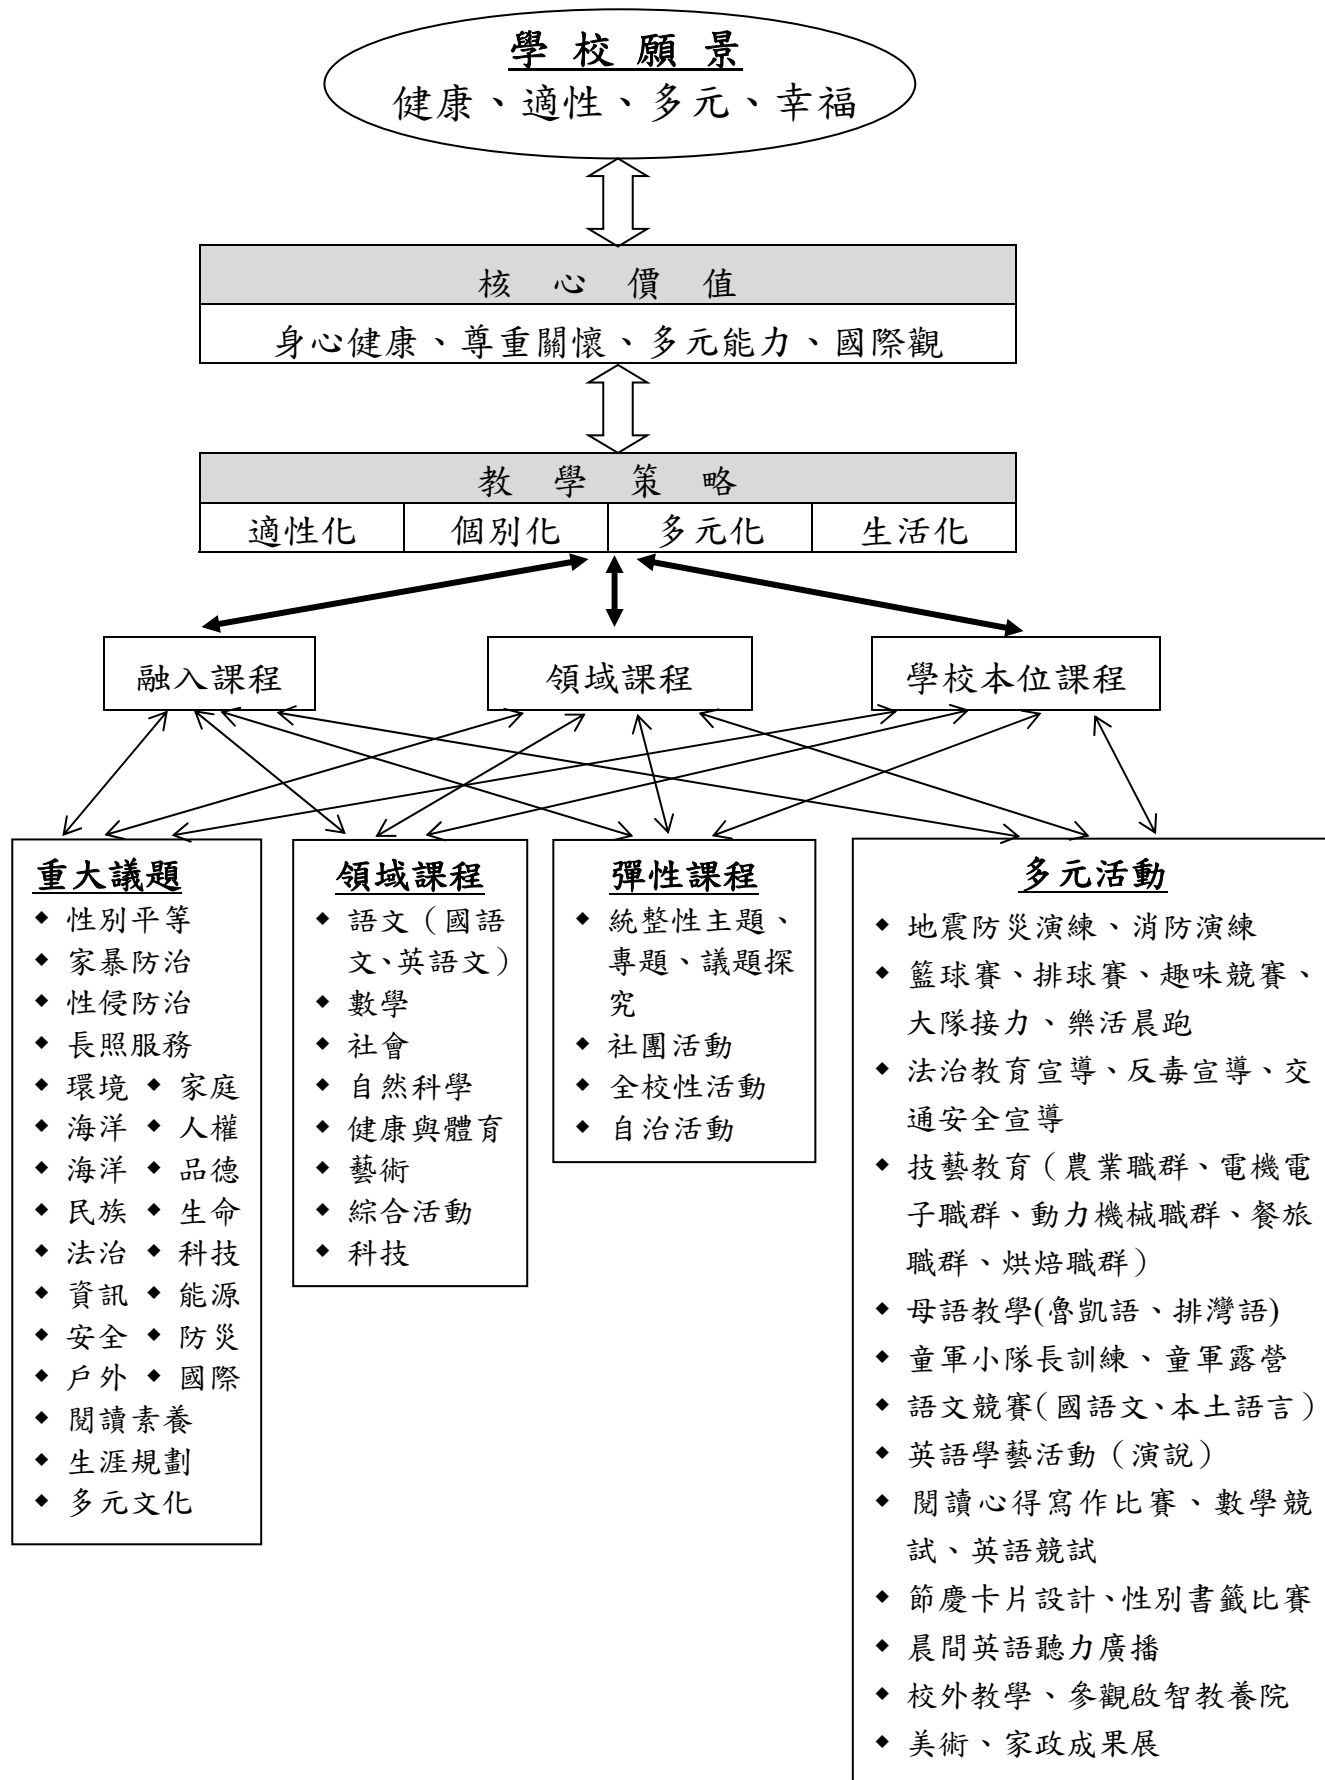 學 校 願 景
健康、適性、多元、幸福
核 心 價 值
身心健康、尊重關懷、多元能力、國際觀
教 學 策 略
適性化 個別化 多元化 生活化
融入課程 領域課程 學校本位課程
重大議題
◆ 性別平等
◆ 家暴防治
◆ 性侵防治
◆ 長照服務
◆ 環境 ◆ 家庭
◆ 海洋 ◆ 人權
◆ 海洋 ◆ 品德
◆ 民族 ◆ 生命
◆ 法治 ◆ 科技
◆ 資訊 ◆ 能源
◆ 安全 ◆ 防災
◆ 戶外 ◆ 國際
◆ 閱讀素養
◆ 生涯規劃
◆ 多元文化
領域課程
◆ 語文（國語
文、英語文）
◆ 數學
◆ 社會
◆ 自然科學
◆ 健康與體育
◆ 藝術
◆ 綜合活動
◆ 科技
彈性課程
◆ 統整性主題、
專題、議題探
究
◆ 社團活動
◆ 全校性活動
◆ 自治活動
多元活動
◆ 地震防災演練、消防演練
◆ 籃球賽、排球賽、趣味競賽、
大隊接力、樂活晨跑
◆ 法治教育宣導、反毒宣導、交
通安全宣導
◆ 技藝教育（農業職群、電機電
子職群、動力機械職群、餐旅
職群、烘焙職群）
◆ 母語教學(魯凱語、排灣語)
◆ 童軍小隊長訓練、童軍露營
◆ 語文競賽（國語文、本土語言）
◆ 英語學藝活動（演說）
◆ 閱讀心得寫作比賽、數學競
試、英語競試
◆ 節慶卡片設計、性別書籤比賽
◆ 晨間英語聽力廣播
◆ 校外教學、參觀啟智教養院
◆ 美術、家政成果展